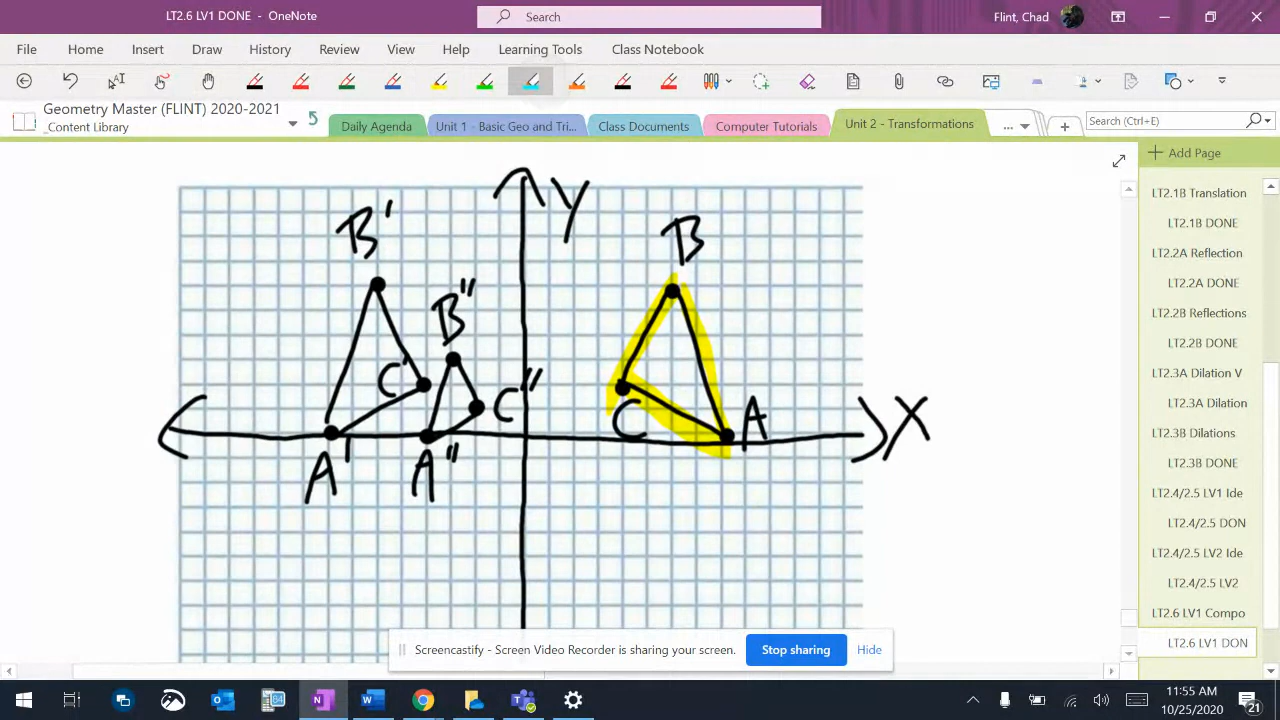 LT2.6 LV1 DONE - OneNote
Search
Flint, Chad
File Home Insert Draw History Review View Help Learning Tools Class Notebook
Geometry Master (FLINT) 2020-2021
_Content Library
Daily Agenda
Unit 1 - Basic Geo and Tri...
Class Documents
Computer Tutorials
Unit 2 - Transformations
...
Search (Ctrl+E)
Add Page
LT2.1B Translation
LT2.1B DONE
LT2.2A Reflection
LT2.2A DONE
LT2.2B Reflections
LT2.2B DONE
LT2.3A Dilation V
LT2.3A Dilation
LT2.3B Dilations
LT2.3B DONE
LT2.4/2.5 LV1 Ide
LT2.4/2.5 DON
LT2.4/2.5 LV2 Ide
LT2.4/2.5 LV2
LT2.6 LV1 Compo
LT2.6 LV1 DON
Y
B'
B
B"
C'
C"
C
A
X
A'
A"
Screencastify - Screen Video Recorder is sharing your screen.
Stop sharing
Hide
11:55 AM
10/25/2020
21